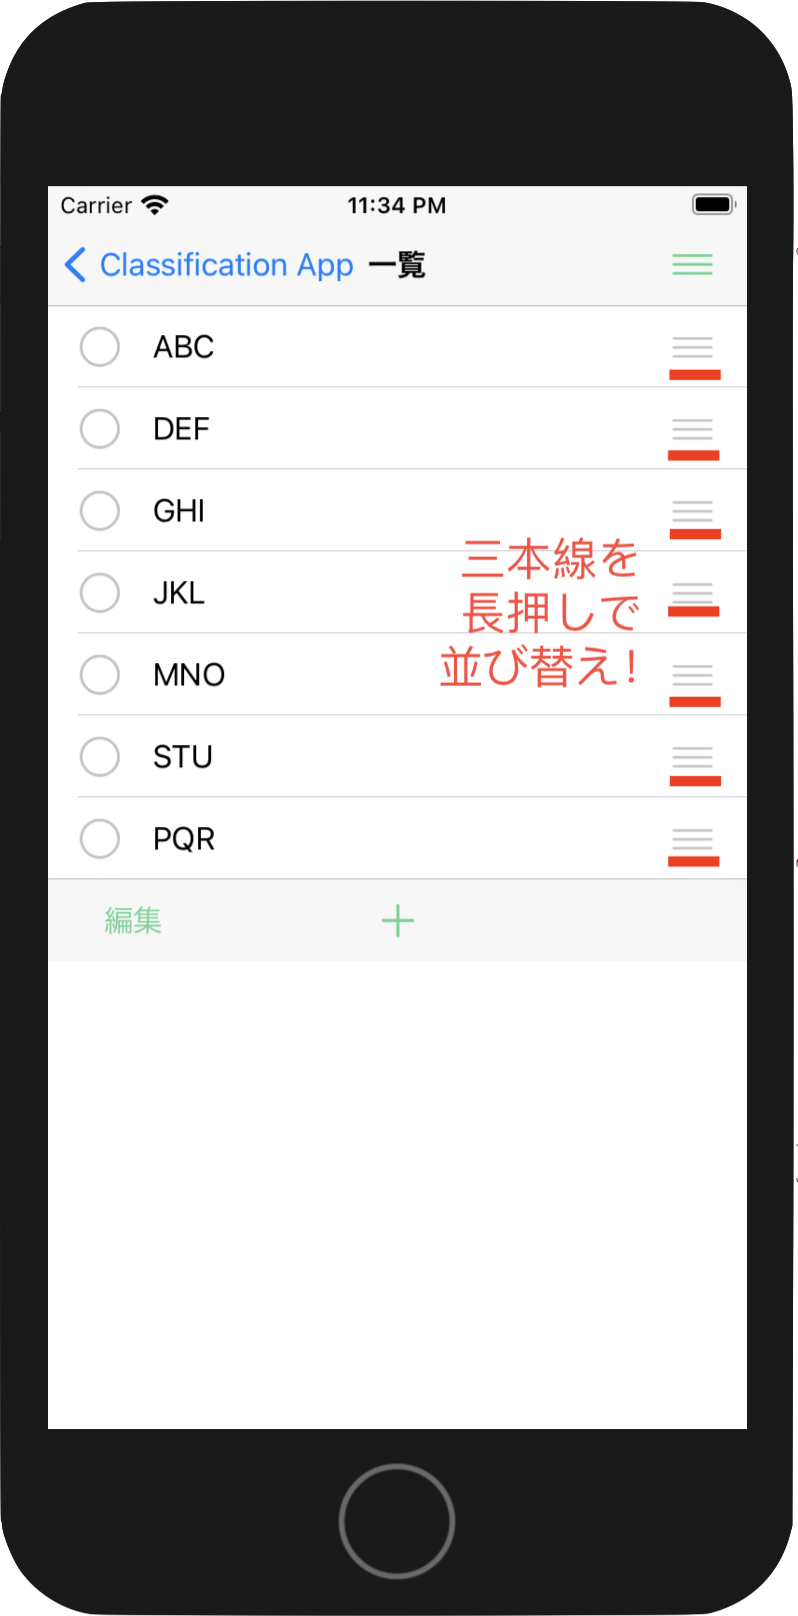 Carrier 11:34 PM
Classification App 一覧
ABC
DEF
GHI
JKL
MNO
STU
PQR
三本線を
長押しで
並び替え!
編集